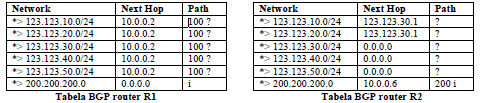 Network Next Hop Path
*> 123.123.10.0/24 10.0.0.2 100 ?
*> 123.123.20.0/24 10.0.0.2 100 ?
*> 123.123.30.0/24 10.0.0.2 100 ?
*> 123.123.40.0/24 10.0.0.2 100 ?
*> 123.123.50.0/24 10.0.0.2 100 ?
*> 200.200.200.0 0.0.0.0 i
Tabela BGP router R1
Network Next Hop Path
*> 123.123.10.0/24 123.123.30.1 ?
*> 123.123.20.0/24 123.123.30.1 ?
*> 123.123.30.0/24 0.0.0.0 ?
*> 123.123.40.0/24 0.0.0.0 ?
*> 123.123.50.0/24 0.0.0.0 ?
*> 200.200.200.0 10.0.0.6 200 i
Tabela BGP router R2